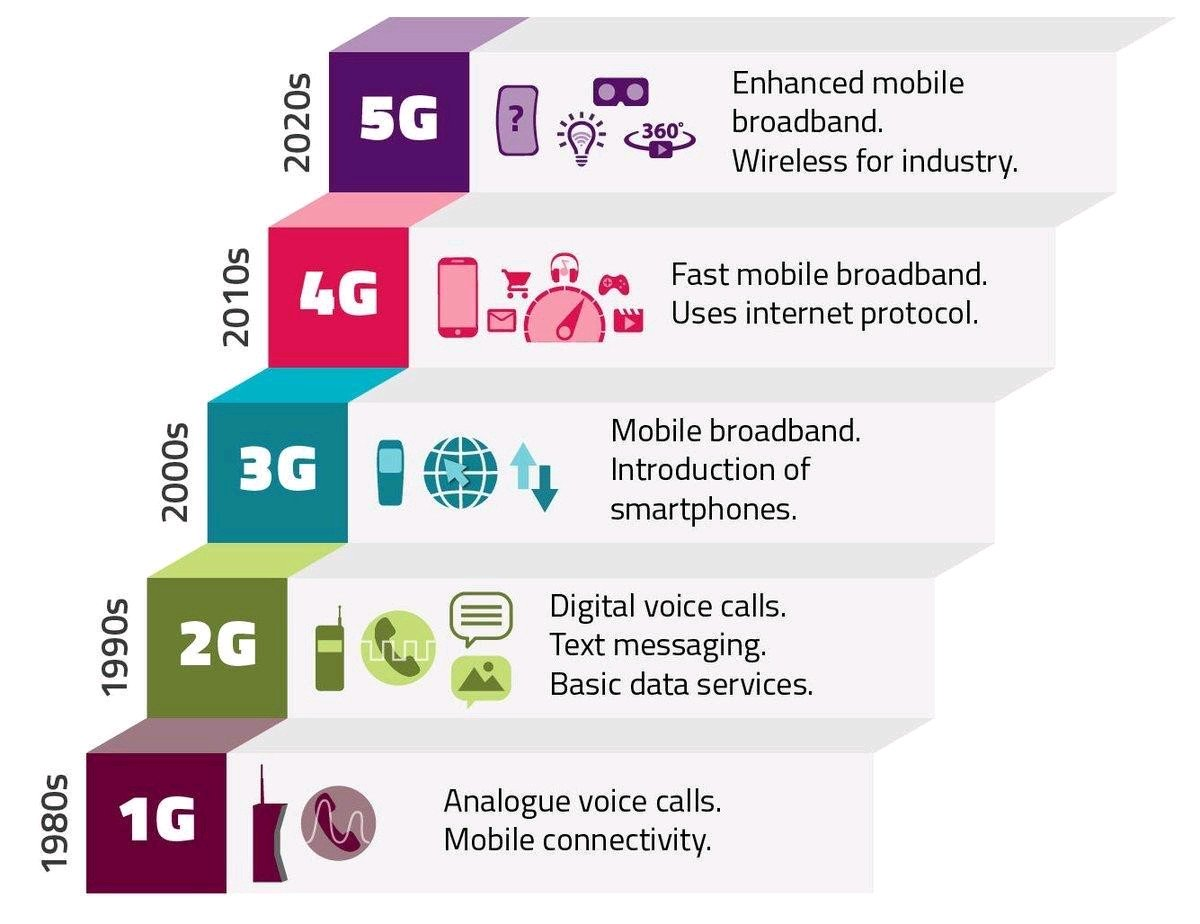 2020s
5G
?
360°
Enhanced mobile
broadband.
Wireless for industry.
2010s
4G
Fast mobile broadband.
Uses internet protocol.
2000s
3G
Mobile broadband.
Introduction of
smartphones.
1990s
2G
Digital voice calls.
Text messaging.
Basic data services.
1980s
1G
Analogue voice calls.
Mobile connectivity.